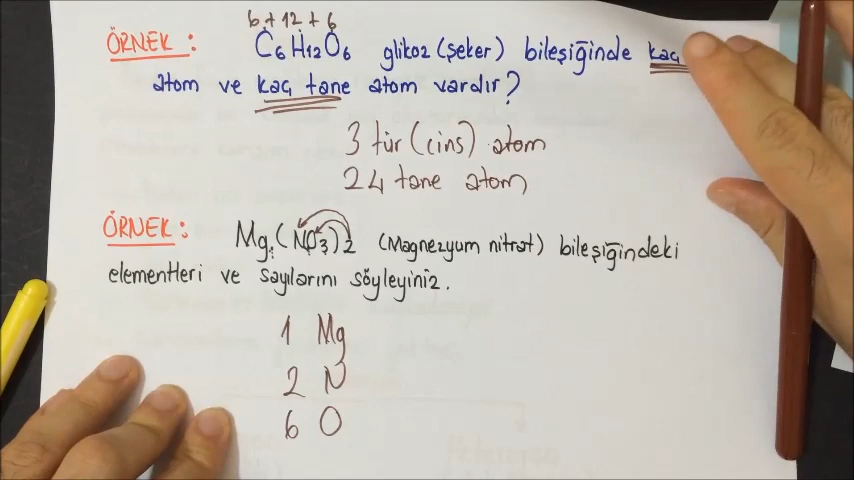 6 + 12 + 6
ÖRNEK : C6H12O6 glikoz (şeker) bileşiğinde kaç
atom ve kaç tane atom vardır?
3 tür (cins) atom
24 tane atom
ÖRNEK : Mg1(NO3)2 (Magnezyum nitrat) bileşiğindeki
elementleri ve sayılarını söyleyiniz.
1 Mg
2 N
6 O